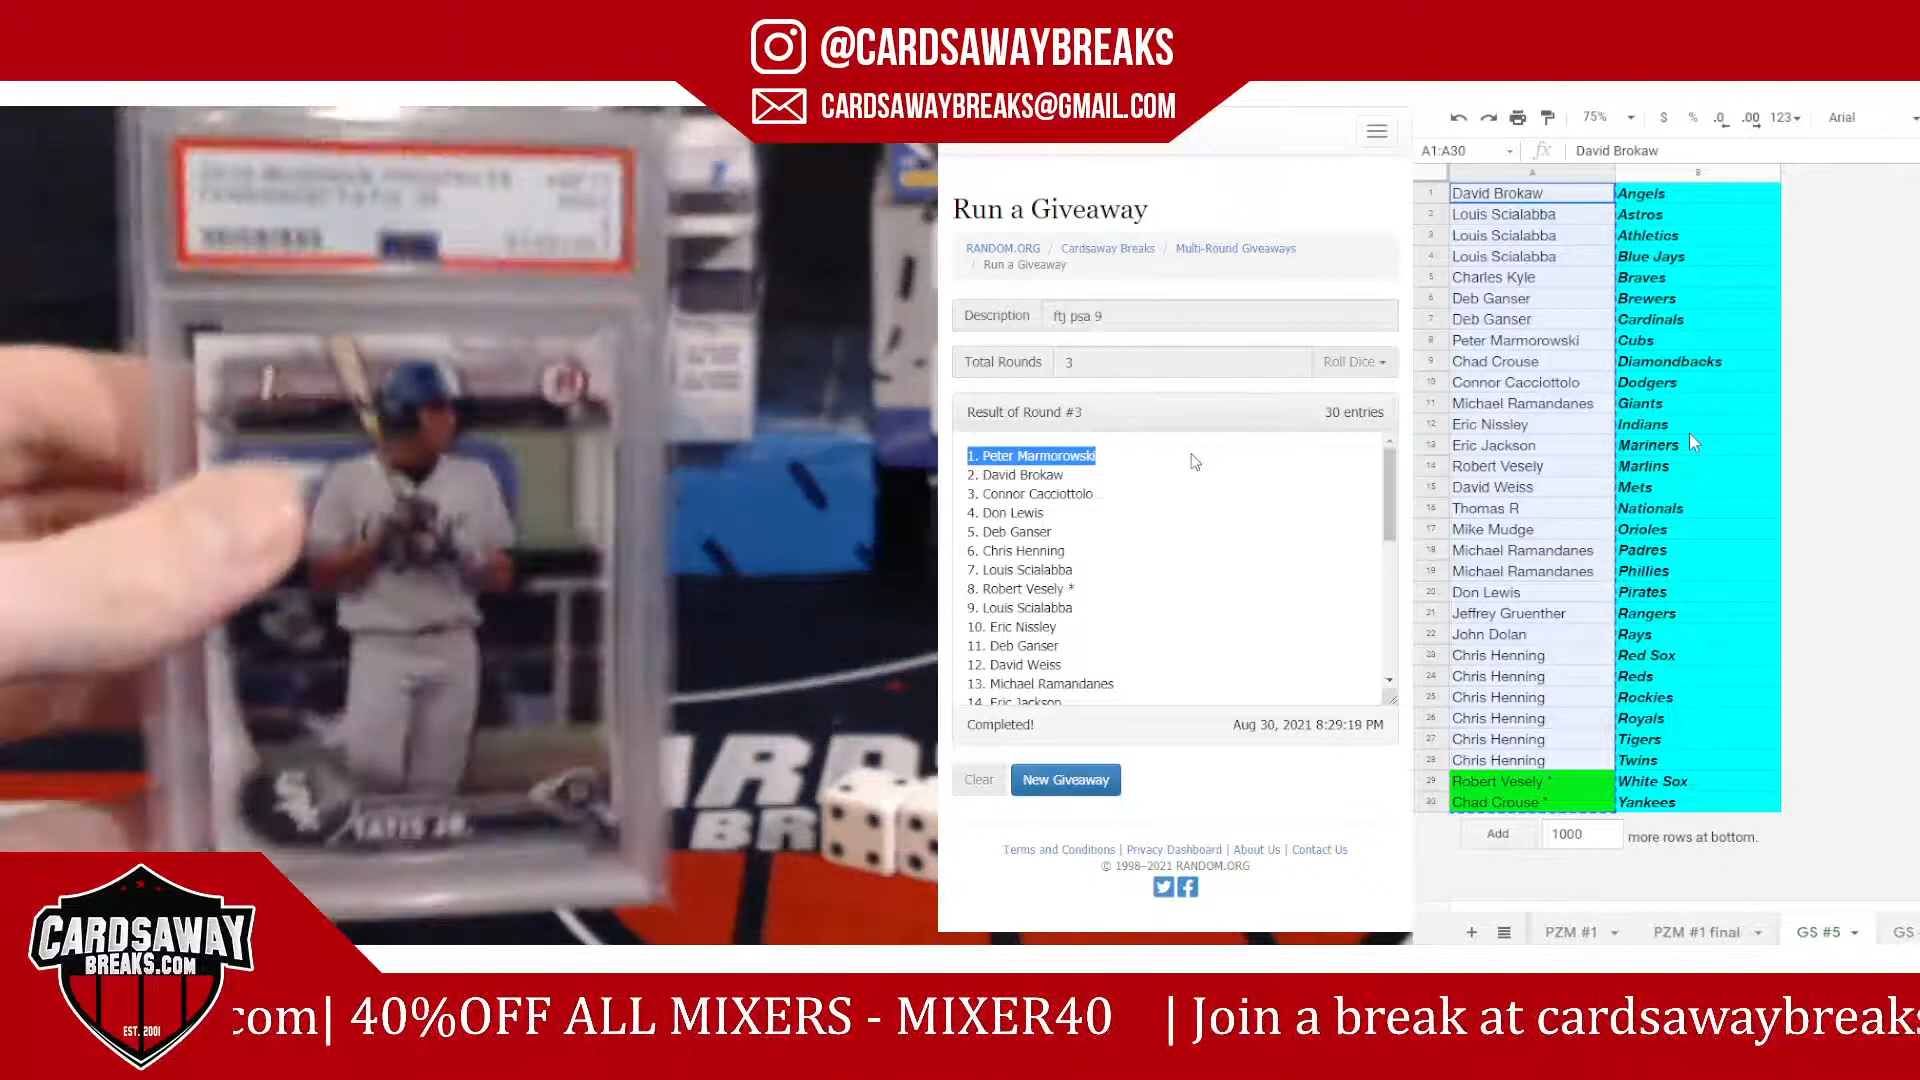 @CARDSAWAYBREAKS
CARDSAWAYBREAKS@GMAIL.COM
TATIS JR.
Run a Giveaway
RANDOM.ORG / Cardsaway Breaks / Multi-Round Giveaways
/ Run a Giveaway
Description ftj psa 9
Total Rounds 3 Roll Dice
Result of Round #3 30 entries
1. Peter Marmorowski
2. David Brokaw
3. Connor Cacciottolo
4. Don Lewis
5. Deb Ganser
6. Chris Henning
7. Louis Scialabba
8. Robert Vesely *
9. Louis Scialabba
10. Eric Nissley
11. Deb Ganser
12. David Weiss
13. Michael Ramandanes
14. Eric Jackson
Completed! Aug 30, 2021 8:29:19 PM
Clear New Giveaway
Terms and Conditions | Privacy Dashboard | About Us | Contact Us
© 1998–2021 RANDOM.ORG
75% $ % .0 .00 123 Arial
A1:A30 fx David Brokaw
A B
1 David Brokaw Angels
2 Louis Scialabba Astros
3 Louis Scialabba Athletics
4 Louis Scialabba Blue Jays
5 Charles Kyle Braves
6 Deb Ganser Brewers
7 Deb Ganser Cardinals
8 Peter Marmorowski Cubs
9 Chad Crouse Diamondbacks
10 Connor Cacciottolo Dodgers
11 Michael Ramandanes Giants
12 Eric Nissley Indians
13 Eric Jackson Mariners
14 Robert Vesely Marlins
15 David Weiss Mets
16 Thomas R Nationals
17 Mike Mudge Orioles
18 Michael Ramandanes Padres
19 Michael Ramandanes Phillies
20 Don Lewis Pirates
21 Jeffrey Gruenther Rangers
22 John Dolan Rays
23 Chris Henning Red Sox
24 Chris Henning Reds
25 Chris Henning Rockies
26 Chris Henning Royals
27 Chris Henning Tigers
28 Chris Henning Twins
29 Robert Vesely * White Sox
30 Chad Crouse * Yankees
Add 1000 more rows at bottom.
+ PZM #1 PZM #1 final GS #5 GS
CARDSAWAY
BREAKS.COM
EST. 2001
com| 40%OFF ALL MIXERS - MIXER40 | Join a break at cardsawaybreaks